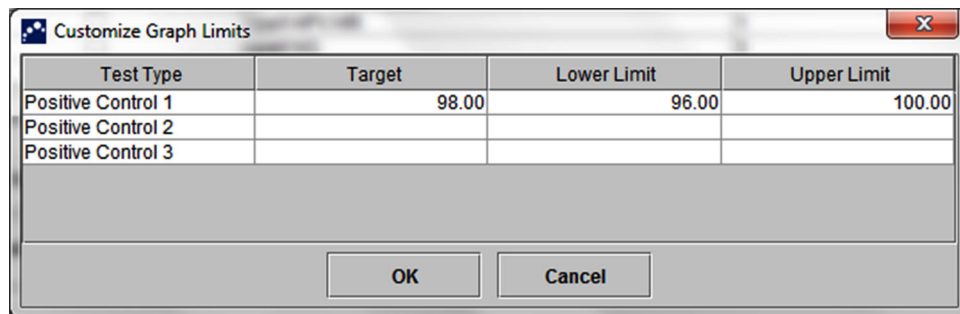 Customize Graph Limits
Test Type Target Lower Limit Upper Limit
Positive Control 1 98.00 96.00 100.00
Positive Control 2
Positive Control 3
OK Cancel